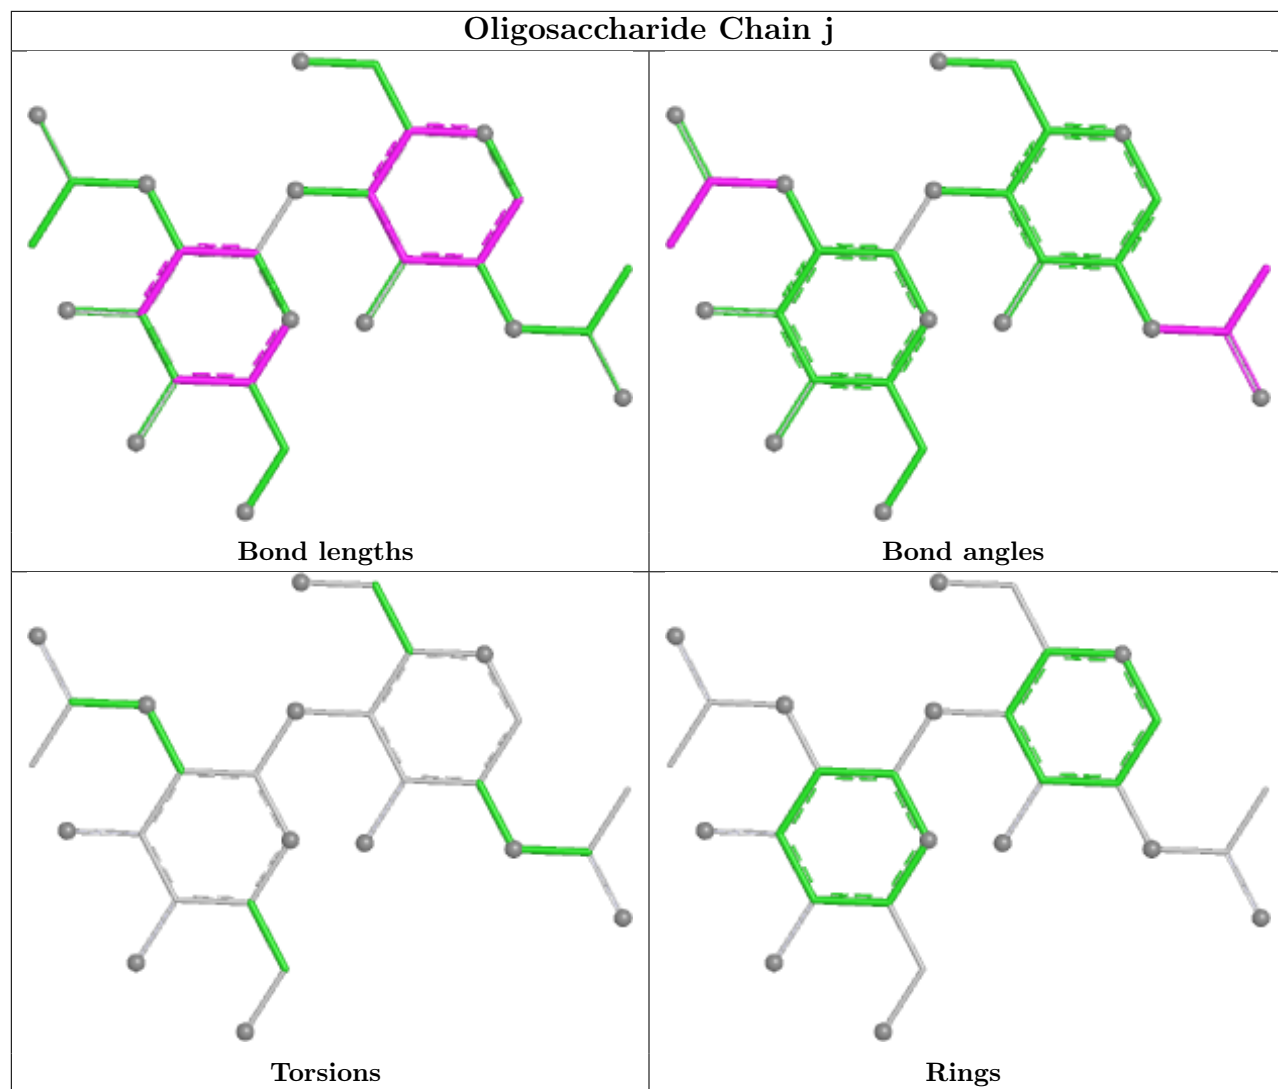 Oligosaccharide Chain j
Bond lengths
Bond angles
Torsions
Rings